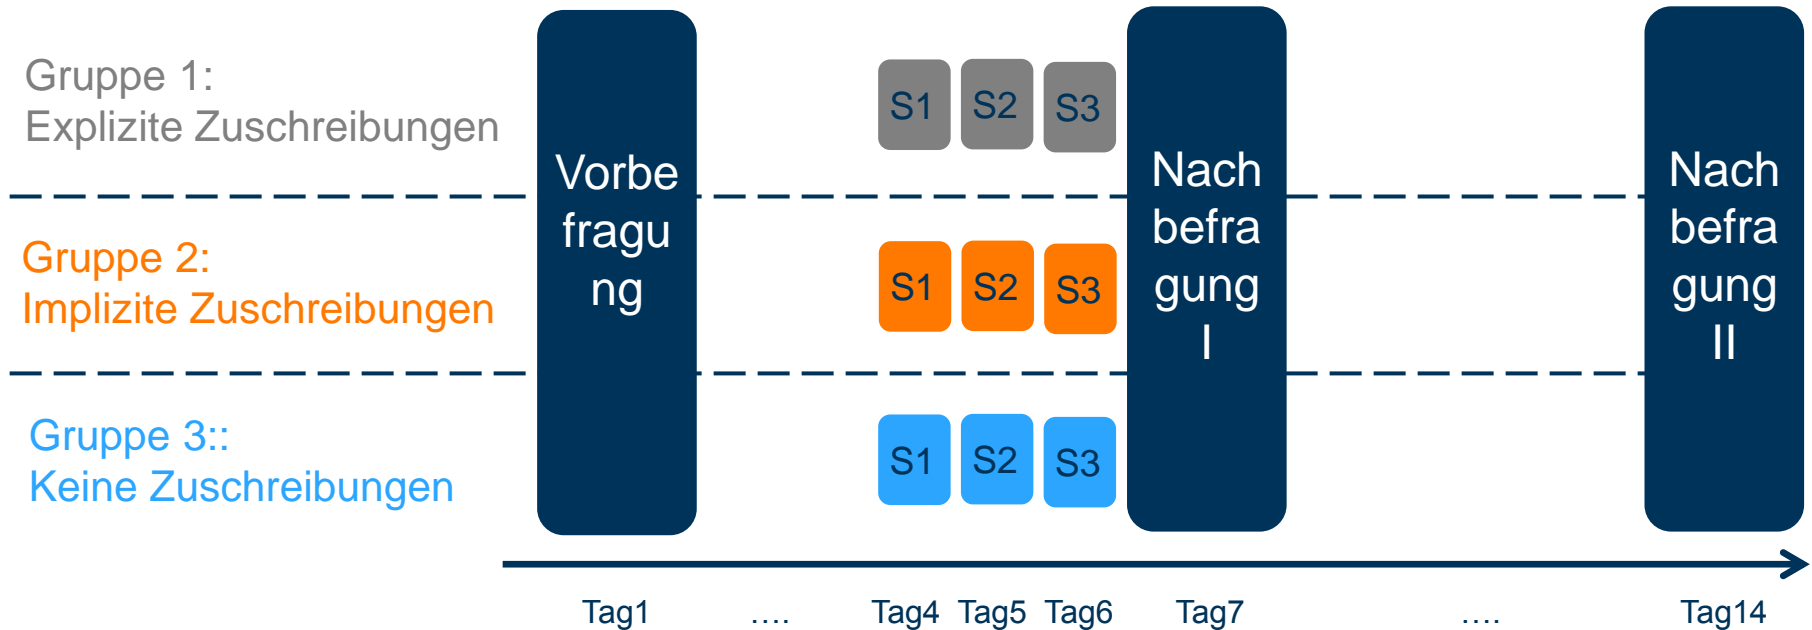 Gruppe 1:
Explizite Zuschreibungen
Gruppe 2:
Implizite Zuschreibungen
Gruppe 3::
Keine Zuschreibungen
Vorbe
fragu
ng
S1 S2 S3
S1 S2 S3
S1 S2 S3
Nach
befra
gung
I
Nach
befra
gung
II
Tag1 .... Tag4 Tag5 Tag6 Tag7 .... Tag14